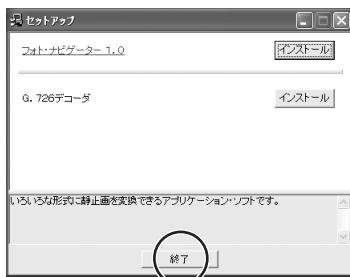 セットアップ
フォト・ナビゲーター 1.0
インストール
G.726デコーダ
インストール
いろいろな形式に静止画を変換できるアプリケーション・ソフトです。
終了